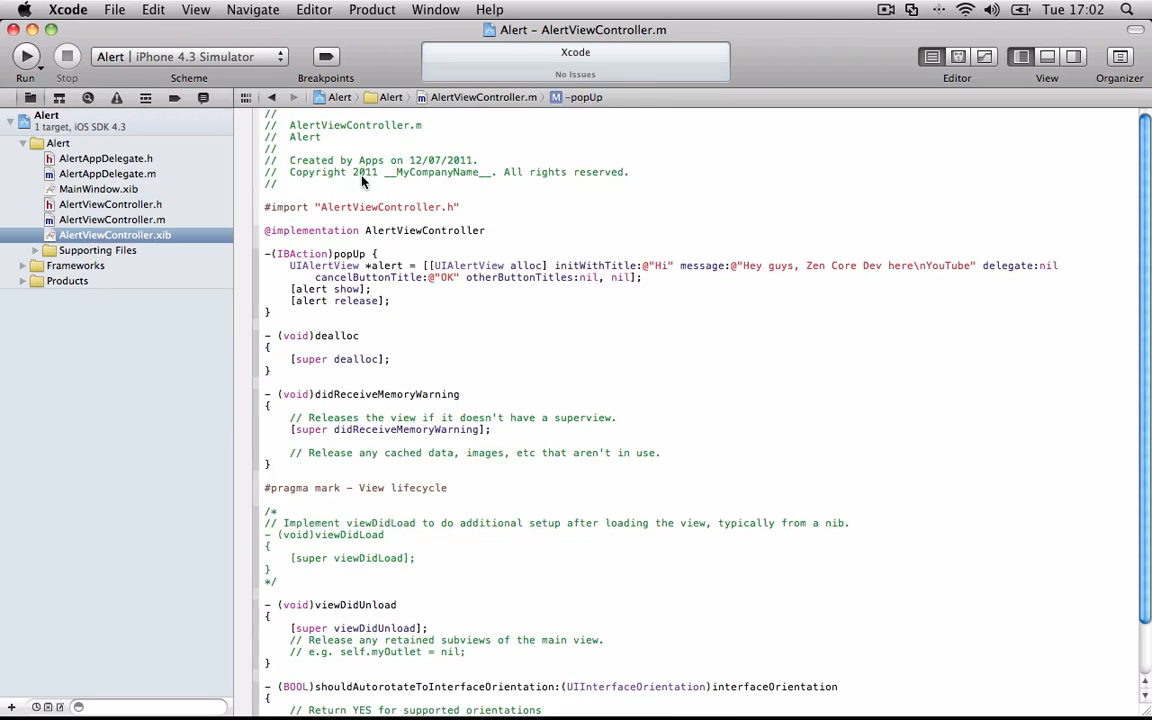 Xcode File Edit View Navigate Editor Product Window Help Tue 17:02
Alert - AlertViewController.m
Alert | iPhone 4.3 Simulator
Xcode
No Issues
Run Stop Scheme Breakpoints Editor View Organizer
Alert Alert AlertViewController.m M -popUp
Alert
1 target, iOS SDK 4.3
Alert
h AlertAppDelegate.h
m AlertAppDelegate.m
MainWindow.xib
h AlertViewController.h
m AlertViewController.m
AlertViewController.xib
Supporting Files
Frameworks
Products
//
//  AlertViewController.m
//  Alert
//
//  Created by Apps on 12/07/2011.
//  Copyright 2011 __MyCompanyName__. All rights reserved.
//
#import "AlertViewController.h"
@implementation AlertViewController
-(IBAction)popUp {
    UIAlertView *alert = [[UIAlertView alloc] initWithTitle:@"Hi" message:@"Hey guys, Zen Core Dev here\nYouTube" delegate:nil
        cancelButtonTitle:@"OK" otherButtonTitles:nil, nil];
    [alert show];
    [alert release];
}
- (void)dealloc
{
    [super dealloc];
}
- (void)didReceiveMemoryWarning
{
    // Releases the view if it doesn't have a superview.
    [super didReceiveMemoryWarning];
    // Release any cached data, images, etc that aren't in use.
}
#pragma mark - View lifecycle
/*
// Implement viewDidLoad to do additional setup after loading the view, typically from a nib.
- (void)viewDidLoad
{
    [super viewDidLoad];
}
*/
- (void)viewDidUnload
{
    [super viewDidUnload];
    // Release any retained subviews of the main view.
    // e.g. self.myOutlet = nil;
}
- (BOOL)shouldAutorotateToInterfaceOrientation:(UIInterfaceOrientation)interfaceOrientation
{
    // Return YES for supported orientations